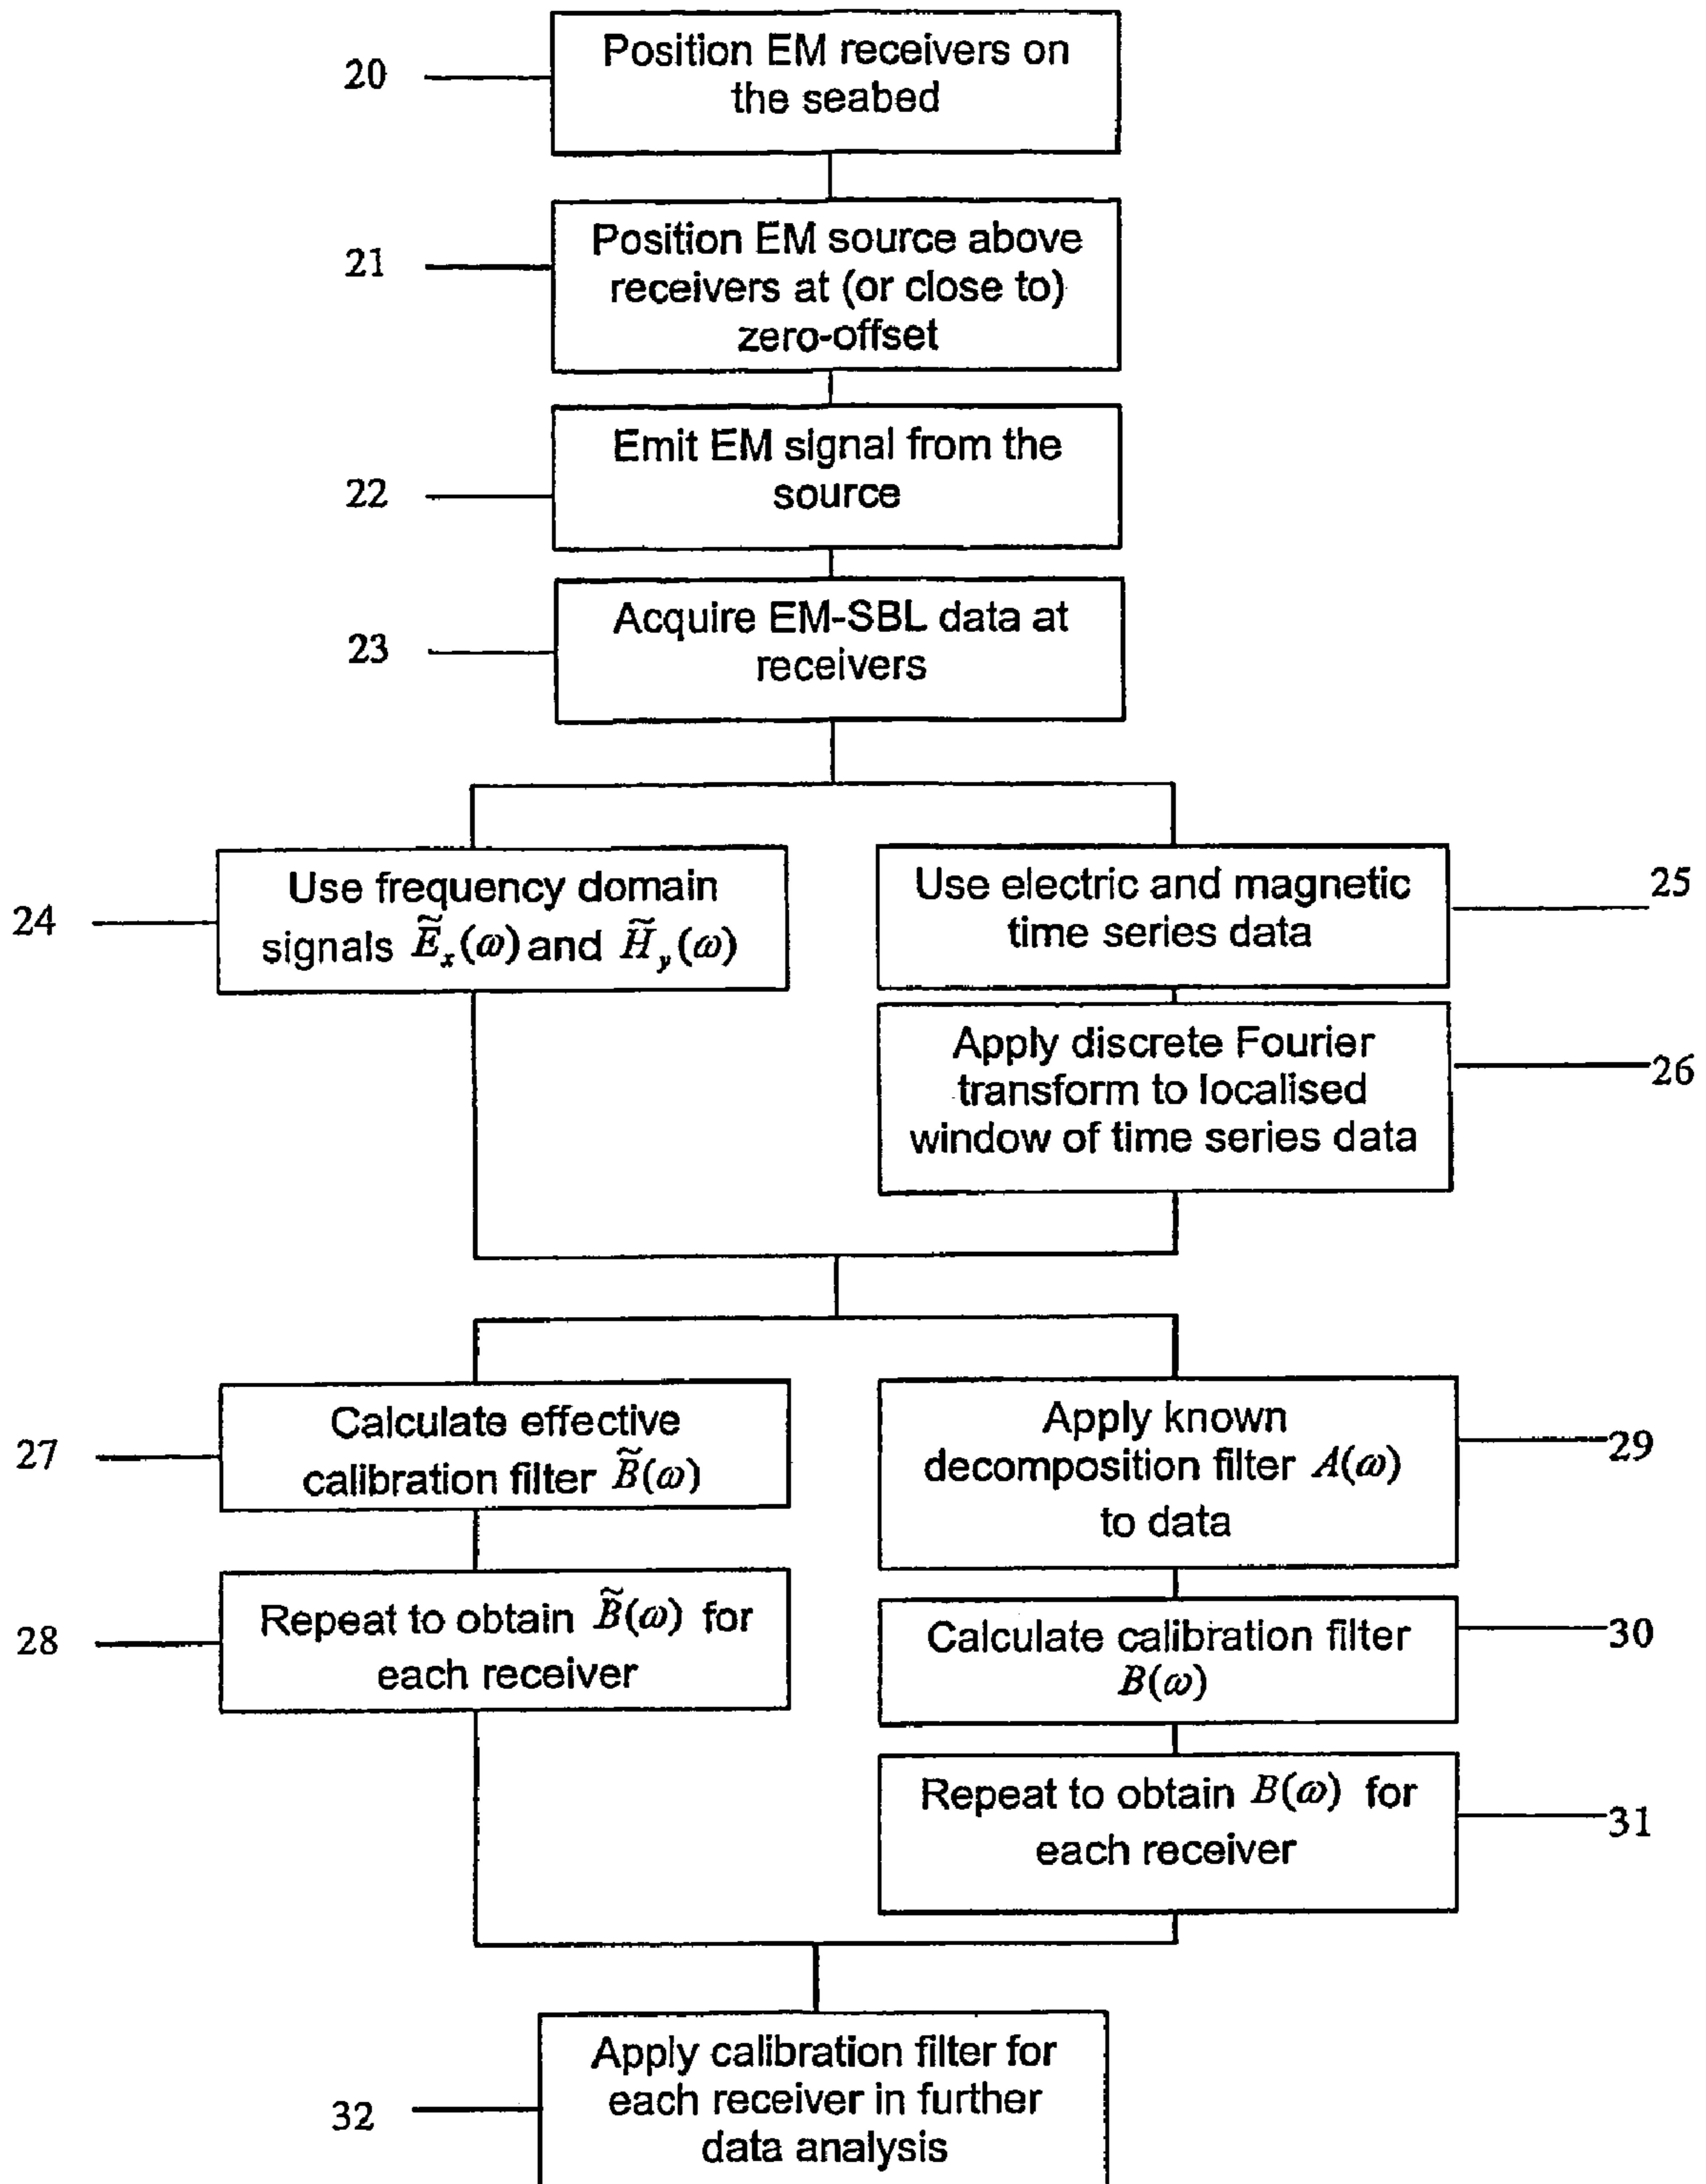 20
Position EM receivers on
the seabed
21
Position EM source above
receivers at (or close to)
zero-offset
22
Emit EM signal from the
source
23
Acquire EM-SBL data at
receivers
24
Use frequency domain
signals Ẽₓ(ω) and H̃ᵧ(ω)
25
Use electric and magnetic
time series data
26
Apply discrete Fourier
transform to localised
window of time series data
27
Calculate effective
calibration filter B̃(ω)
28
Repeat to obtain B̃(ω) for
each receiver
29
Apply known
decomposition filter A(ω)
to data
30
Calculate calibration filter
B(ω)
31
Repeat to obtain B(ω) for
each receiver
32
Apply calibration filter for
each receiver in further
data analysis